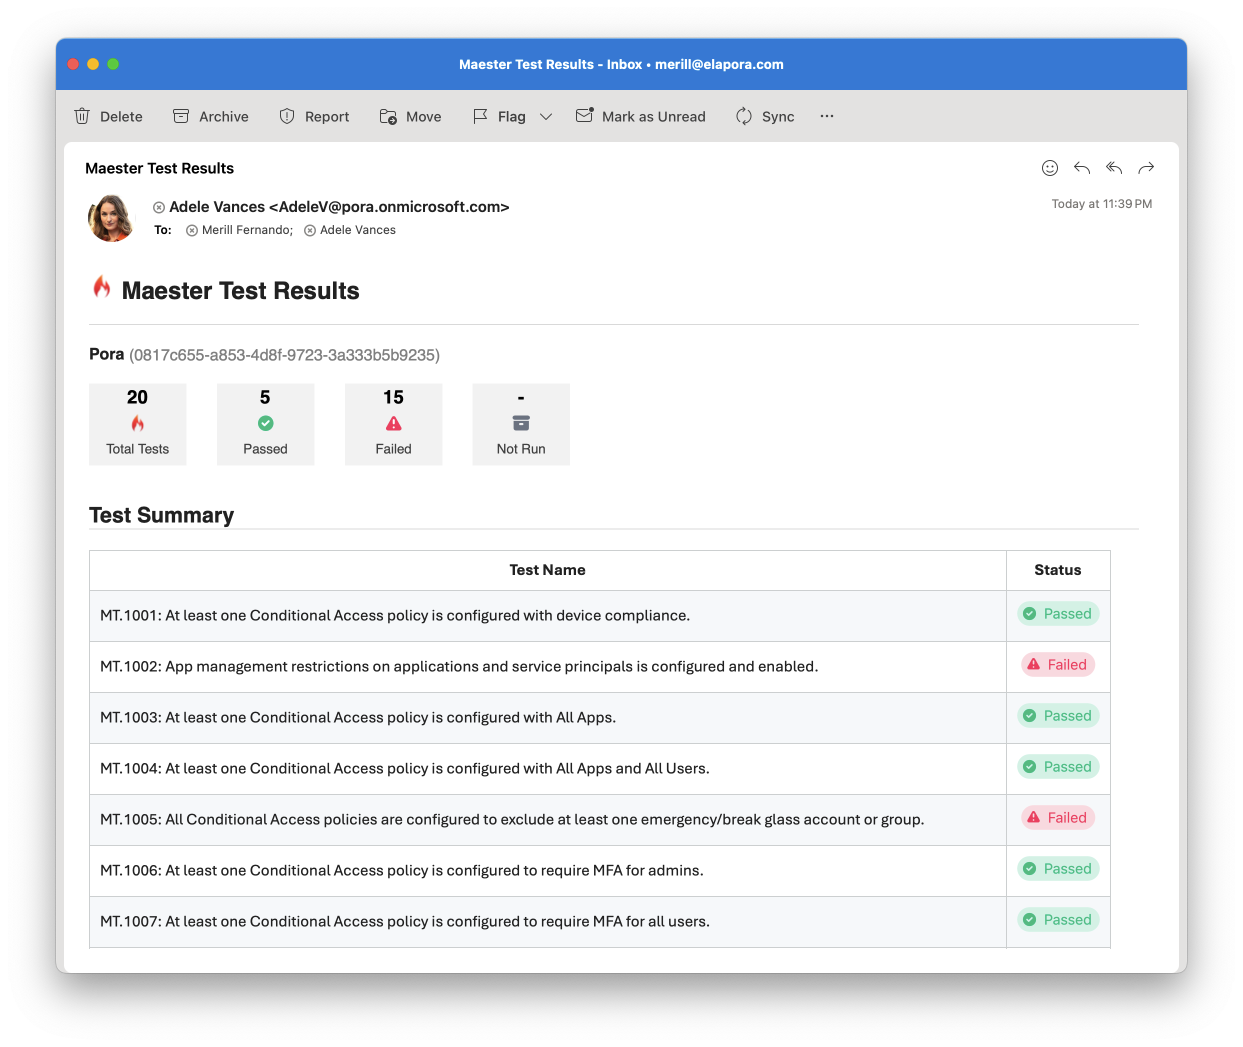 Maester Test Results - Inbox • merill@elapora.com
Delete Archive Report Move Flag Mark as Unread Sync ···
Maester Test Results
Adele Vances <AdeleV@pora.onmicrosoft.com>
Today at 11:39 PM
To: Merill Fernando; Adele Vances
Maester Test Results
Pora (0817c655-a853-4d8f-9723-3a333b5b9235)
20 5 15 -
Total Tests Passed Failed Not Run
Test Summary
Test Name Status
MT.1001: At least one Conditional Access policy is configured with device compliance. Passed
MT.1002: App management restrictions on applications and service principals is configured and enabled. Failed
MT.1003: At least one Conditional Access policy is configured with All Apps. Passed
MT.1004: At least one Conditional Access policy is configured with All Apps and All Users. Passed
MT.1005: All Conditional Access policies are configured to exclude at least one emergency/break glass account or group. Failed
MT.1006: At least one Conditional Access policy is configured to require MFA for admins. Passed
MT.1007: At least one Conditional Access policy is configured to require MFA for all users. Passed